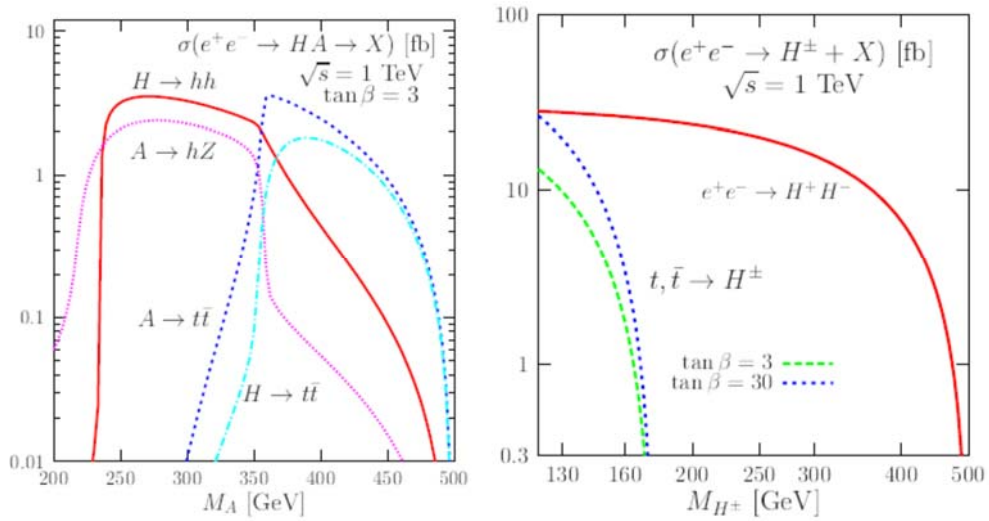 10
1
0.1
0.01
σ(e⁺e⁻ → HA → X) [fb]
√s = 1 TeV
tan β = 3
H → hh
A → hZ
A → tt̄
H → tt̄
200 250 300 350 400 450 500
M_A [GeV]
100
10
1
0.3
σ(e⁺e⁻ → H^± + X) [fb]
√s = 1 TeV
e⁺e⁻ → H⁺H⁻
t, t̄ → H^±
tan β = 3
tan β = 30
130 160 200 250 300 400 500
M_{H^±} [GeV]